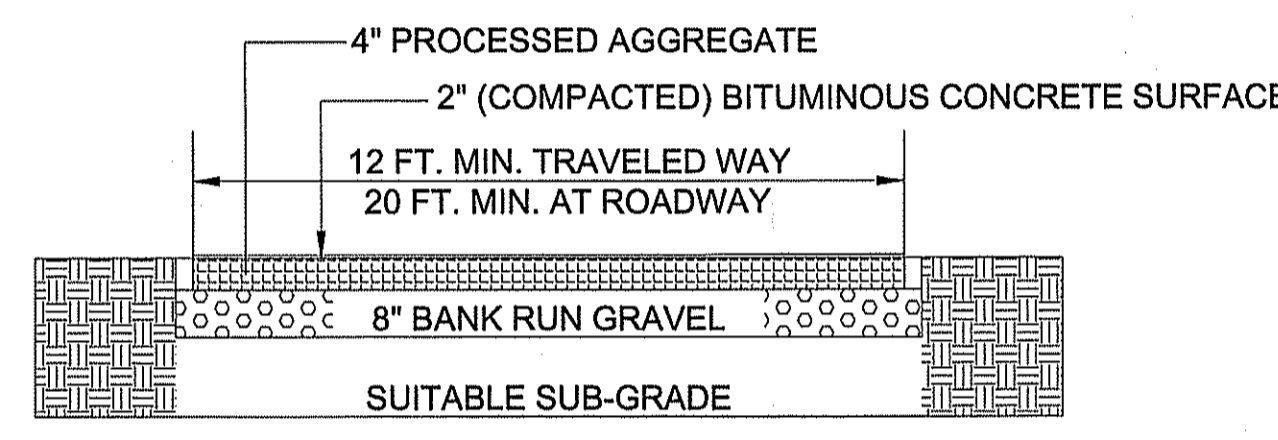 4" PROCESSED AGGREGATE
2" (COMPACTED) BITUMINOUS CONCRETE SURFACE
12 FT. MIN. TRAVELED WAY
20 FT. MIN. AT ROADWAY
8" BANK RUN GRAVEL
SUITABLE SUB-GRADE